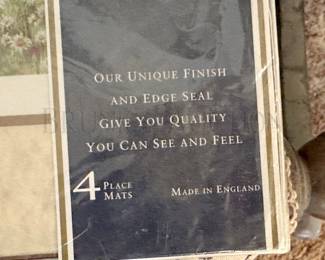 OUR UNIQUE FINISH
AND EDGE SEAL
GIVE YOU QUALITY
YOU CAN SEE AND FEEL
4 PLACE MATS
MADE IN ENGLAND